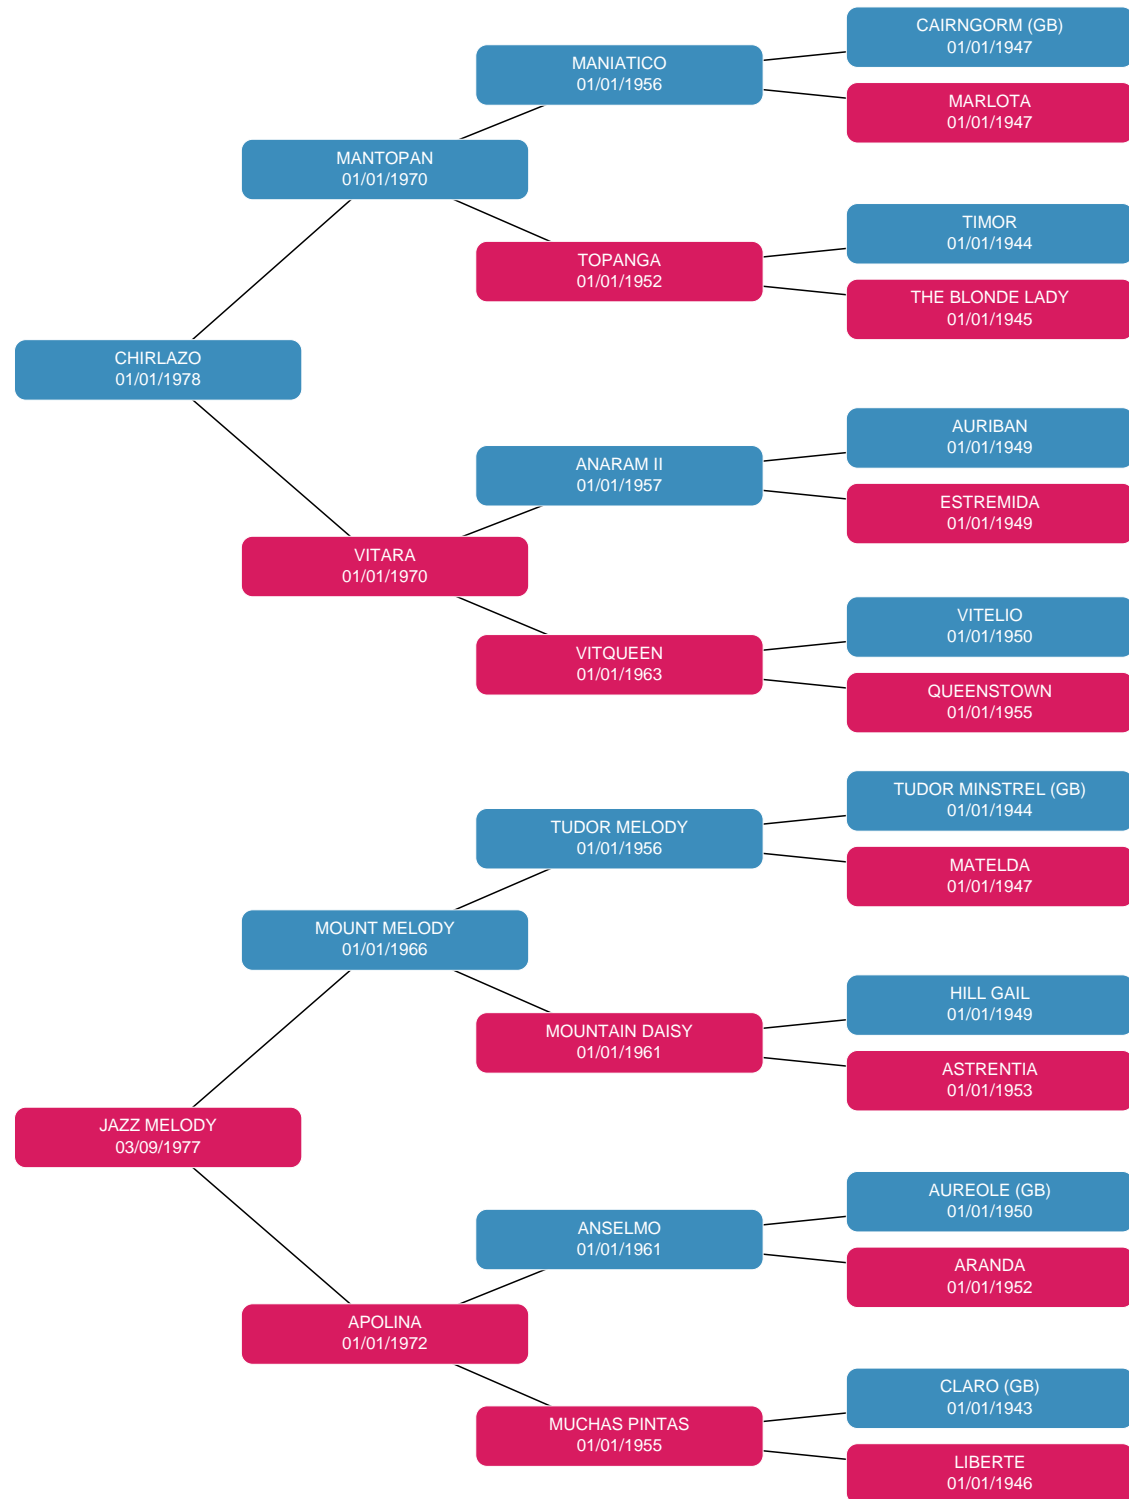 CAIRNGORM (GB)
01/01/1947
MANIATICO
01/01/1956
MARLOTA
01/01/1947
MANTOPAN
01/01/1970
TIMOR
01/01/1944
TOPANGA
01/01/1952
THE BLONDE LADY
01/01/1945
CHIRLAZO
01/01/1978
AURIBAN
01/01/1949
ANARAM II
01/01/1957
ESTREMIDA
01/01/1949
VITARA
01/01/1970
VITELIO
01/01/1950
VITQUEEN
01/01/1963
QUEENSTOWN
01/01/1955
TUDOR MINSTREL (GB)
01/01/1944
TUDOR MELODY
01/01/1956
MATELDA
01/01/1947
MOUNT MELODY
01/01/1966
HILL GAIL
01/01/1949
MOUNTAIN DAISY
01/01/1961
ASTRENTIA
01/01/1953
JAZZ MELODY
03/09/1977
AUREOLE (GB)
01/01/1950
ANSELMO
01/01/1961
ARANDA
01/01/1952
APOLINA
01/01/1972
CLARO (GB)
01/01/1943
MUCHAS PINTAS
01/01/1955
LIBERTE
01/01/1946